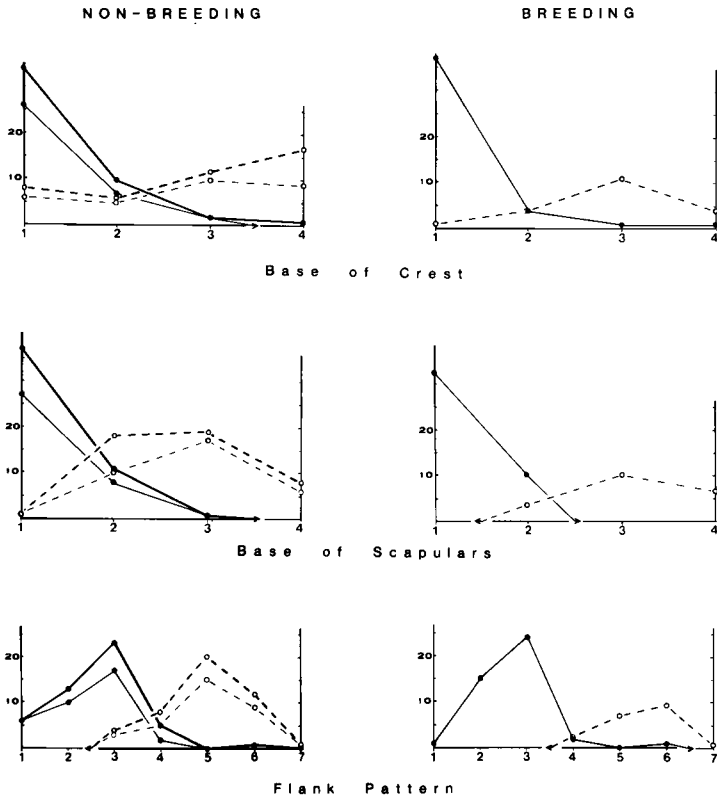 NON-BREEDING BREEDING
20 20
10 10
1 2 3 4 1 2 3 4
Base of Crest
20 20
10 10
1 2 3 4 1 2 3 4
Base of Scapulars
20 20
10 10
1 2 3 4 5 6 7 1 2 3 4 5 6 7
Flank Pattern